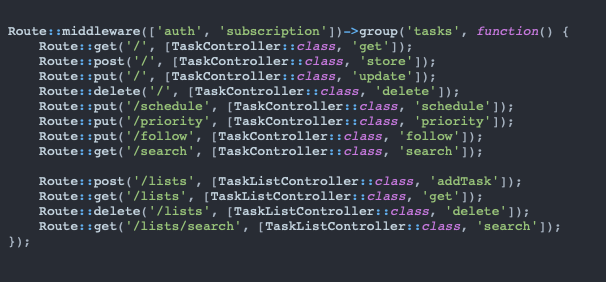 Route::middleware(['auth', 'subscription'])->group('tasks', function() {
    Route::get('/', [TaskController::class, 'get']);
    Route::post('/', [TaskController::class, 'store']);
    Route::put('/', [TaskController::class, 'update']);
    Route::delete('/', [TaskController::class, 'delete']);
    Route::put('/schedule', [TaskController::class, 'schedule']);
    Route::put('/priority', [TaskController::class, 'priority']);
    Route::put('/follow', [TaskController::class, 'follow']);
    Route::get('/search', [TaskController::class, 'search']);

    Route::post('/lists', [TaskListController::class, 'addTask']);
    Route::get('/lists', [TaskListController::class, 'get']);
    Route::delete('/lists', [TaskListController::class, 'delete']);
    Route::get('/lists/search', [TaskListController::class, 'search']);
});